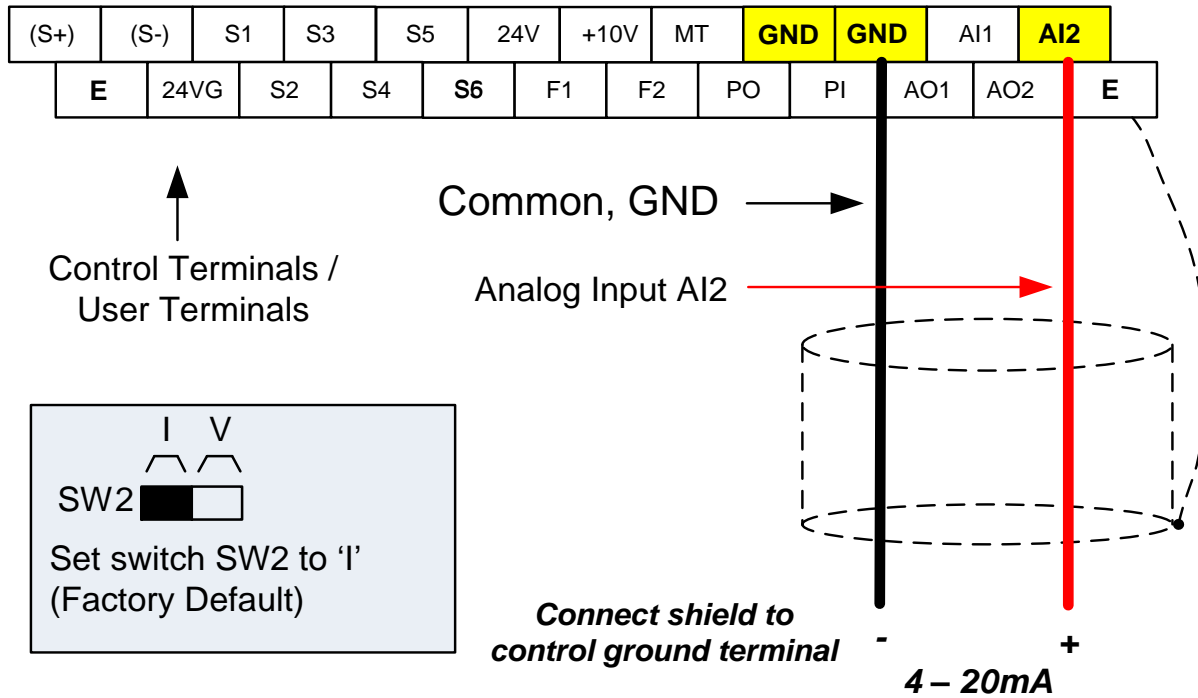 (S+) (S-) S1 S3 S5 24V +10V MT GND GND AI1 AI2
E 24VG S2 S4 S6 F1 F2 PO PI AO1 AO2 E
Common, GND
Control Terminals /
User Terminals
Analog Input AI2
I V
SW2
Set switch SW2 to ‘I’
(Factory Default)
Connect shield to
control ground terminal
- +
4 – 20mA